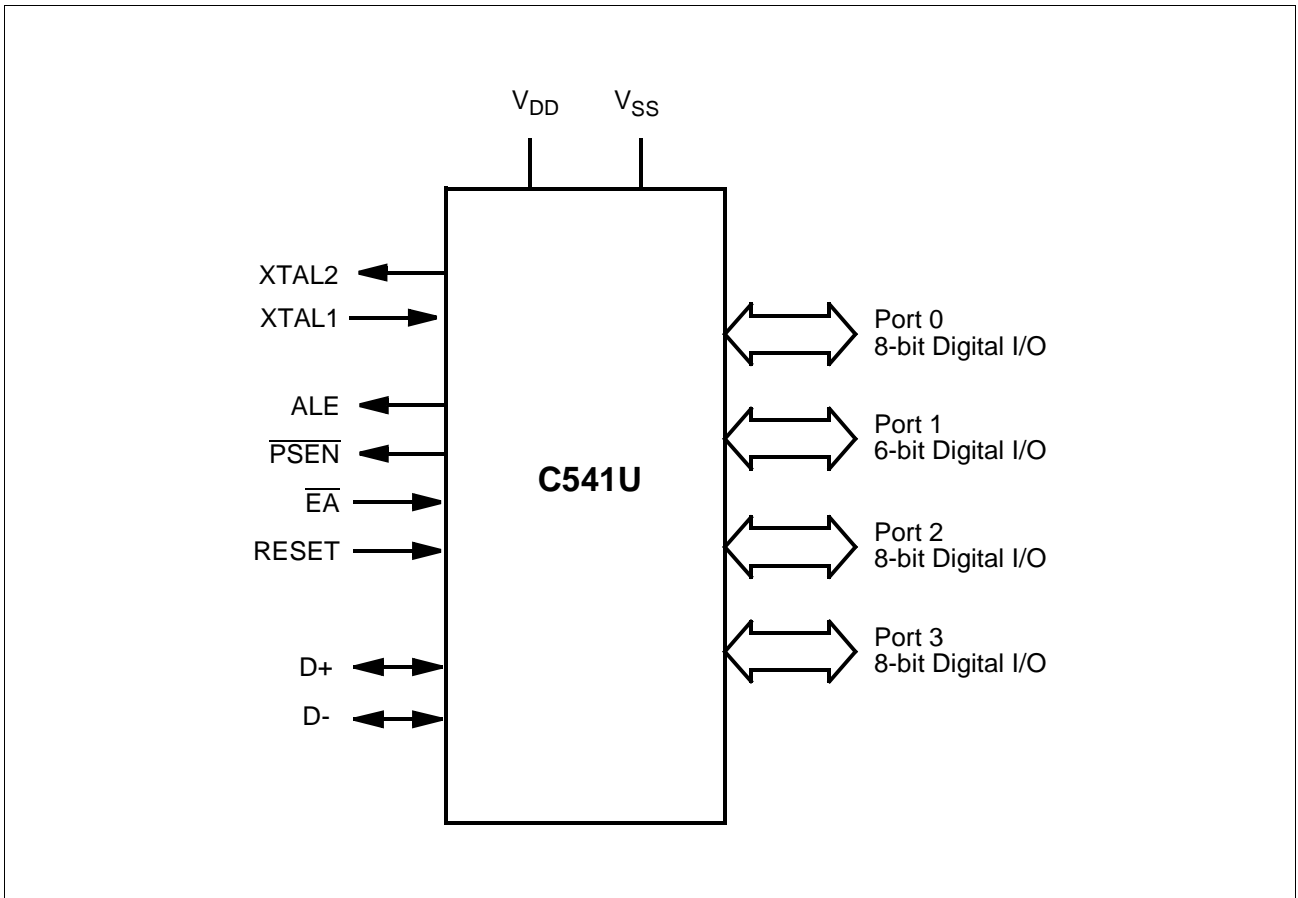 VDD VSS
XTAL2
XTAL1
ALE
PSEN
EA
RESET
D+
D-
C541U
Port 0
8-bit Digital I/O
Port 1
6-bit Digital I/O
Port 2
8-bit Digital I/O
Port 3
8-bit Digital I/O